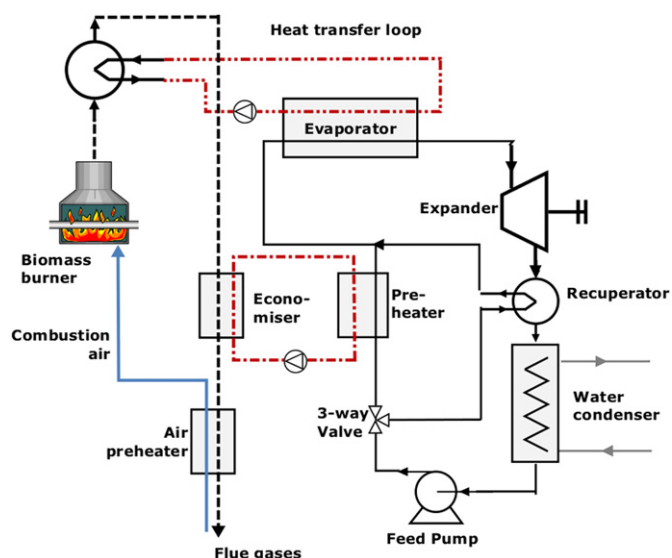 Heat transfer loop
Evaporator
Expander
Biomass
burner
Recuperator
Econo-
miser
Pre-
heater
Combustion
air
3-way
Valve
Water
condenser
Air
preheater
Feed Pump
Flue gases